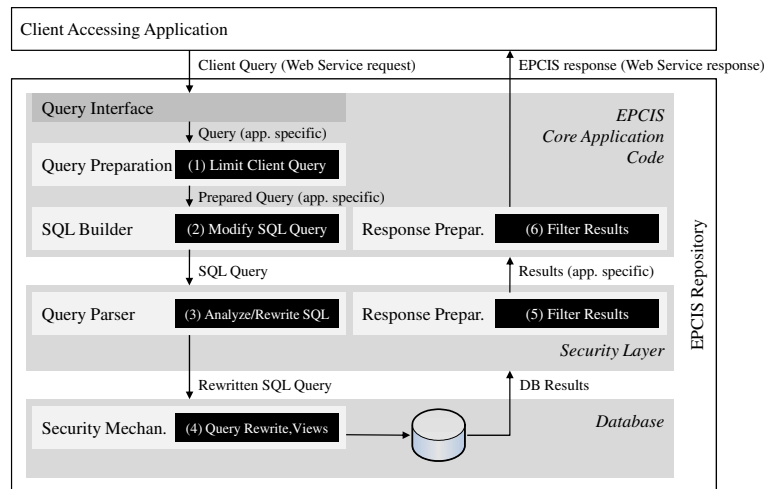 Client Accessing Application
Client Query (Web Service request)
EPCIS response (Web Service response)
Query Interface
EPCIS
Core Application
Code
Query (app. specific)
Query Preparation
(1) Limit Client Query
Prepared Query (app. specific)
SQL Builder
(2) Modify SQL Query
Response Prepar.
(6) Filter Results
SQL Query
Results (app. specific)
Query Parser
(3) Analyze/Rewrite SQL
Response Prepar.
(5) Filter Results
Security Layer
EPCIS Repository
Rewritten SQL Query
DB Results
Security Mechan.
(4) Query Rewrite,Views
Database